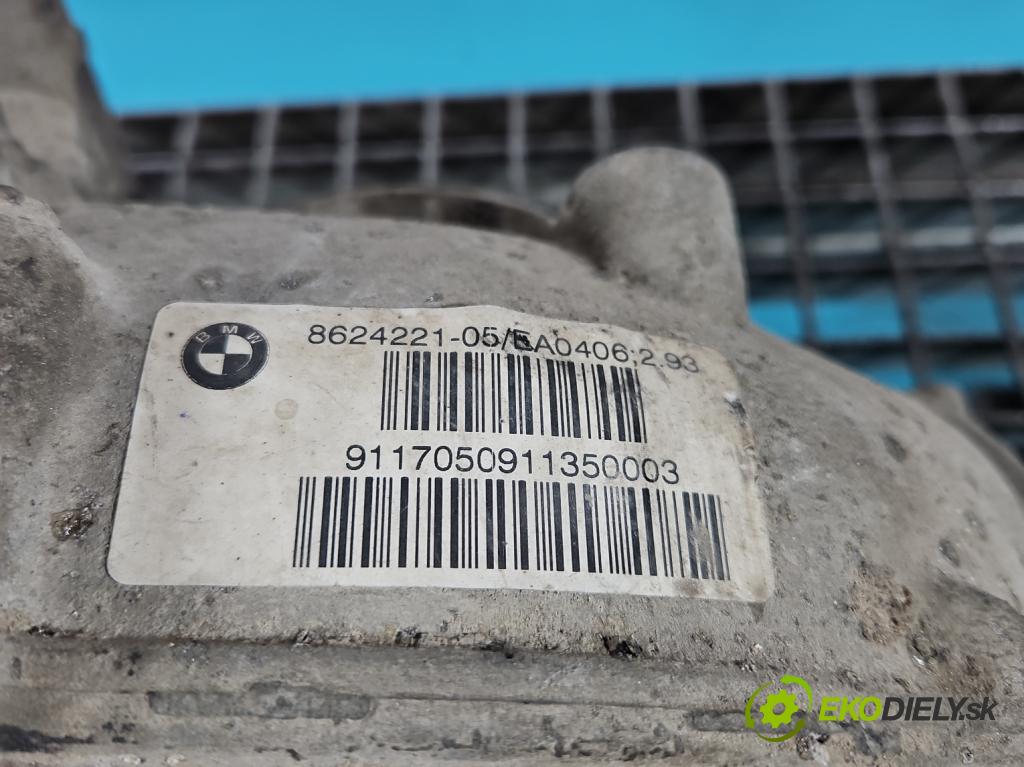 BMW
8624221-05/EA0406;2.93
9117050911350003
EKODIELY.sk